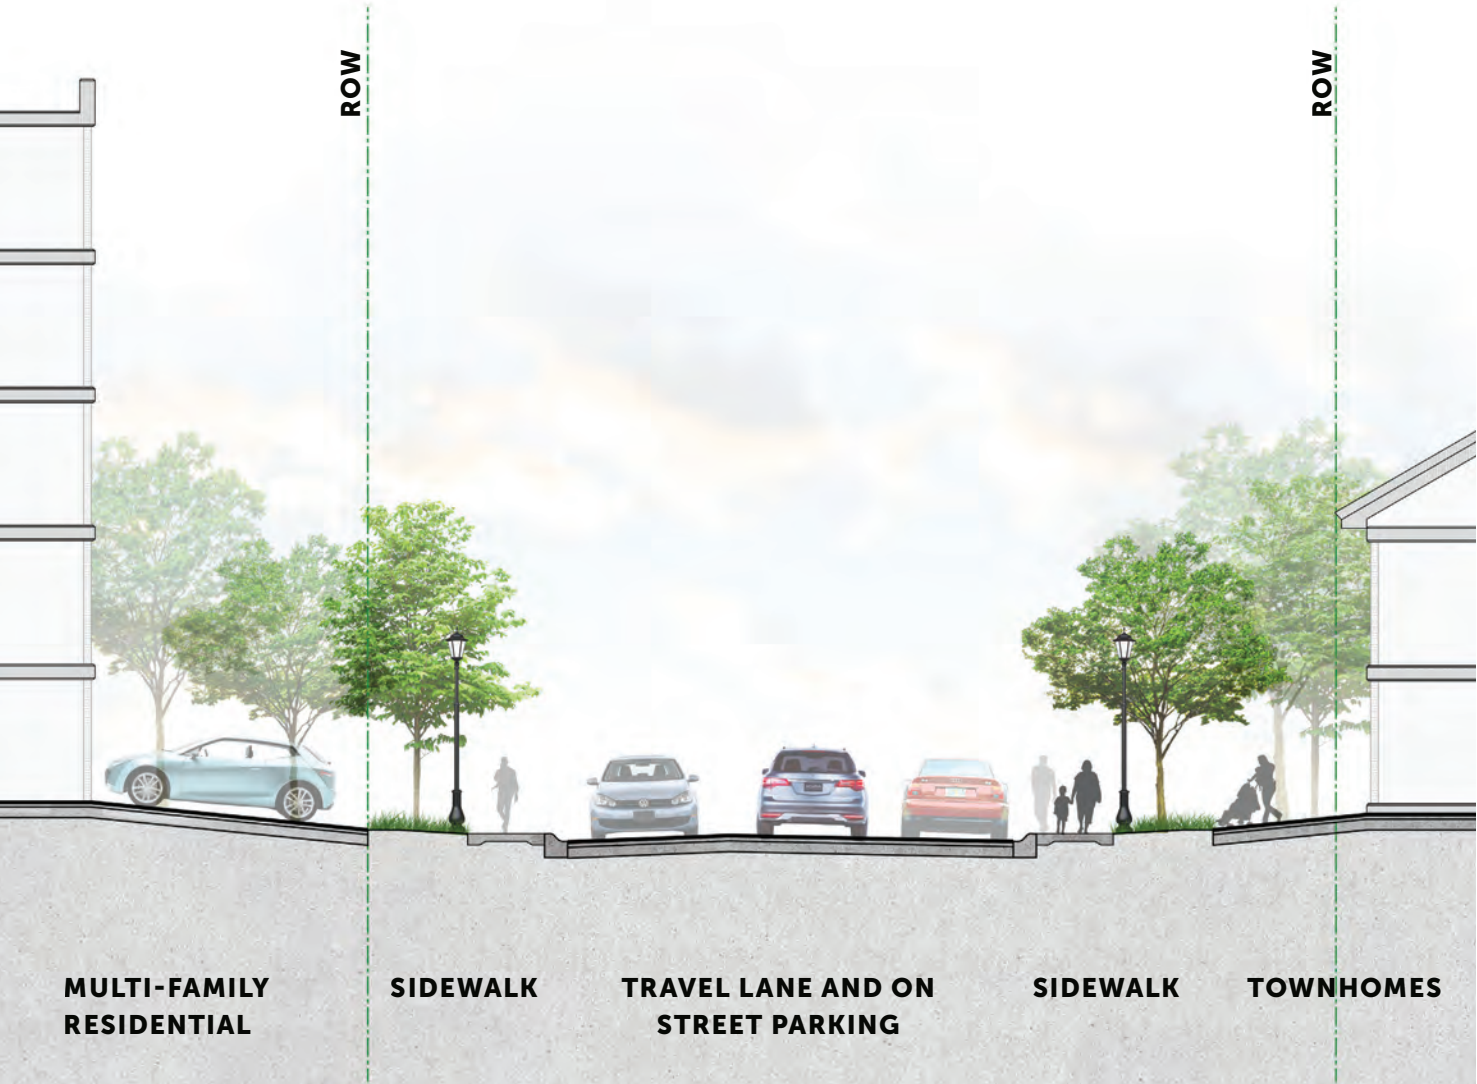 ROW
ROW
MULTI-FAMILY
RESIDENTIAL
SIDEWALK
TRAVEL LANE AND ON
STREET PARKING
SIDEWALK
TOWNHOMES